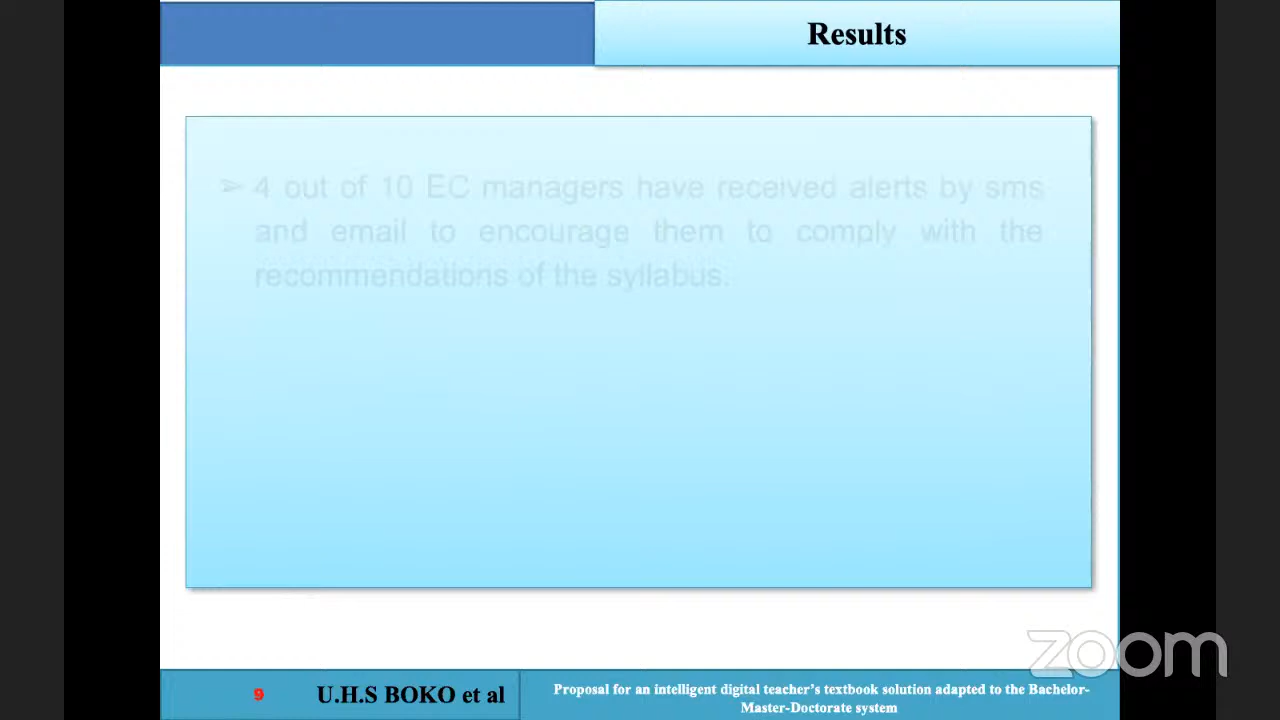 Results
➢ 4 out of 10 EC managers have received alerts by sms
and email to encourage them to comply with the
recommendations of the syllabus.
zoom
9 U.H.S BOKO et al
Proposal for an intelligent digital teacher's textbook solution adapted to the Bachelor-
Master-Doctorate system